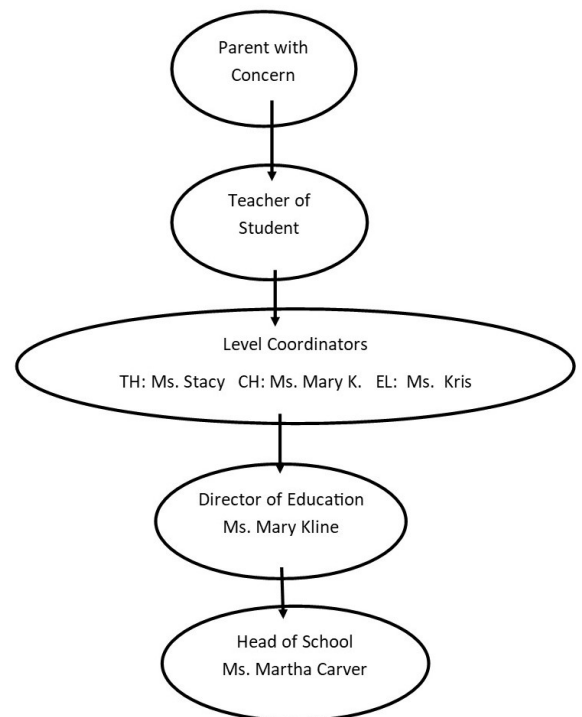 Parent with
Concern
Teacher of
Student
Level Coordinators
TH: Ms. Stacy CH: Ms. Mary K. EL: Ms. Kris
Director of Education
Ms. Mary Kline
Head of School
Ms. Martha Carver